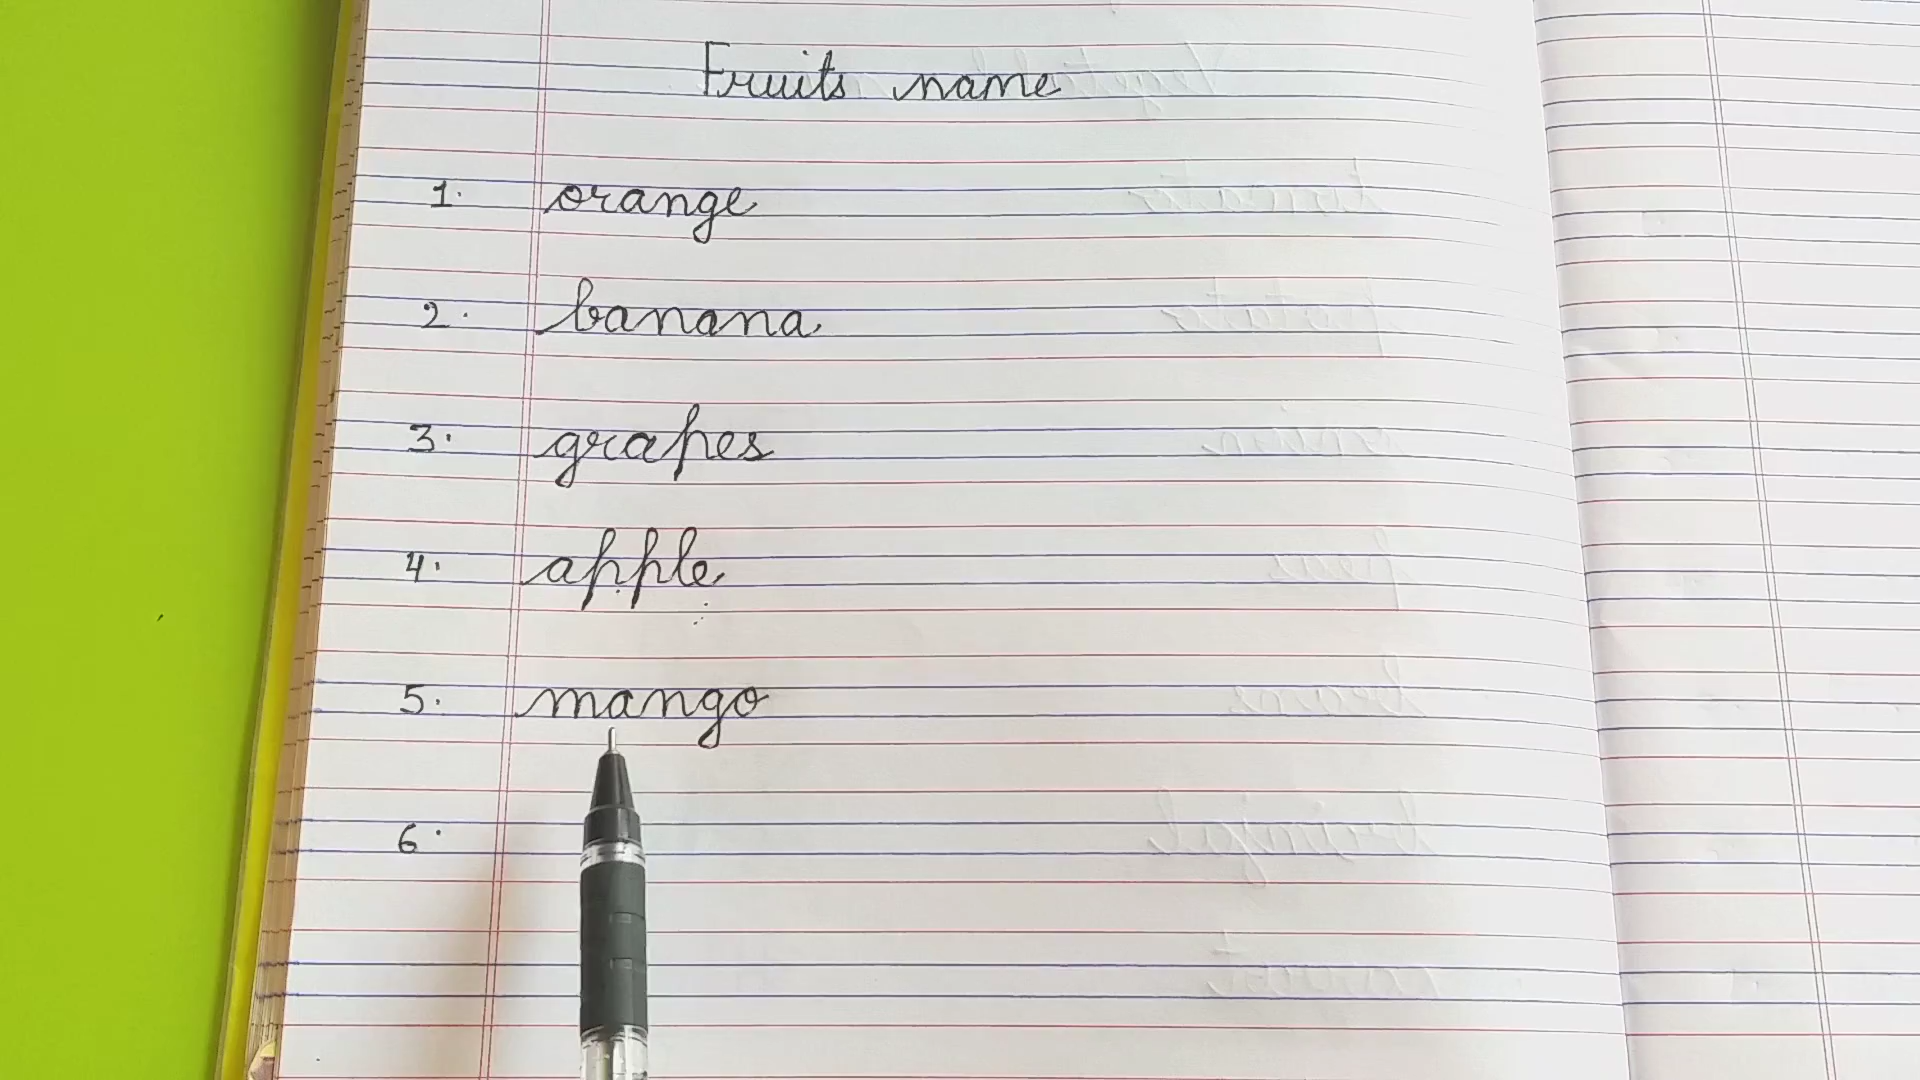 Fruits name
1. orange
2. banana
3. grapes
4. apple
5. mango
6.